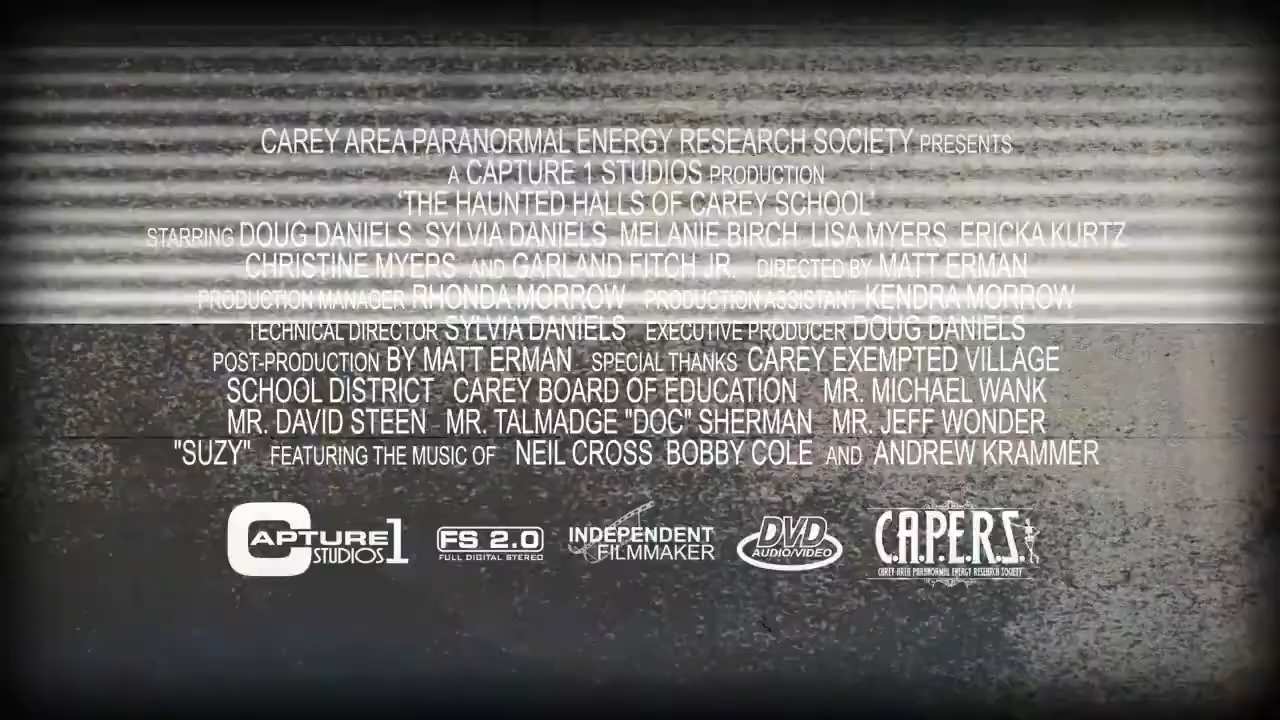 CAREY AREA PARANORMAL ENERGY RESEARCH SOCIETY PRESENTS
A CAPTURE 1 STUDIOS PRODUCTION
'THE HAUNTED HALLS OF CAREY SCHOOL'
STARRING DOUG DANIELS SYLVIA DANIELS MELANIE BIRCH LISA MYERS ERICKA KURTZ
CHRISTINE MYERS AND GARLAND FITCH JR. DIRECTED BY MATT ERMAN
PRODUCTION MANAGER RHONDA MORROW PRODUCTION ASSISTANT KENDRA MORROW
TECHNICAL DIRECTOR SYLVIA DANIELS EXECUTIVE PRODUCER DOUG DANIELS
POST-PRODUCTION BY MATT ERMAN SPECIAL THANKS CAREY EXEMPTED VILLAGE
SCHOOL DISTRICT CAREY BOARD OF EDUCATION MR. MICHAEL WANK
MR. DAVID STEEN MR. TALMADGE "DOC" SHERMAN MR. JEFF WONDER
"SUZY" FEATURING THE MUSIC OF NEIL CROSS BOBBY COLE AND ANDREW KRAMMER
CAPTURE 1
STUDIOS
FS 2.0
FULL DIGITAL STEREO
INDEPENDENT
FILMMAKER
DVD
AUDIO/VIDEO
C.A.P.E.R.S.
CAREY AREA PARANORMAL ENERGY RESEARCH SOCIETY